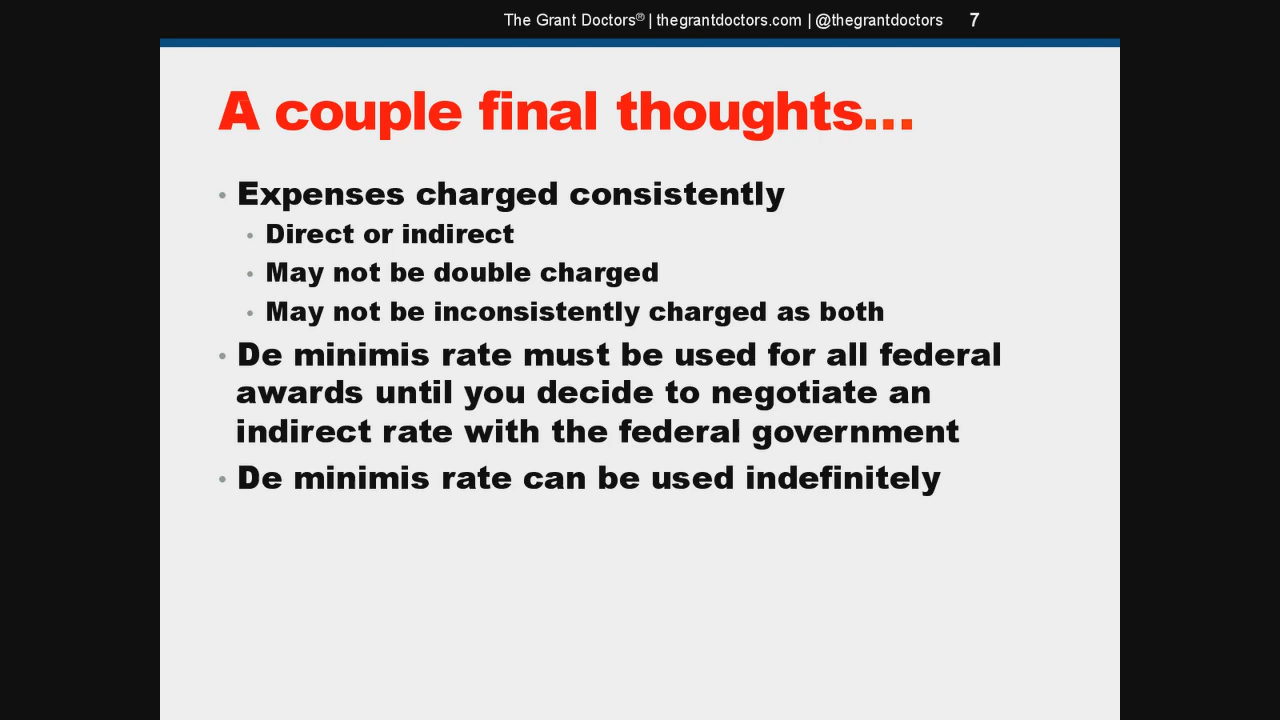 The Grant Doctors® | thegrantdoctors.com | @thegrantdoctors 7
A couple final thoughts...
• Expenses charged consistently
• Direct or indirect
• May not be double charged
• May not be inconsistently charged as both
• De minimis rate must be used for all federal
awards until you decide to negotiate an
indirect rate with the federal government
• De minimis rate can be used indefinitely